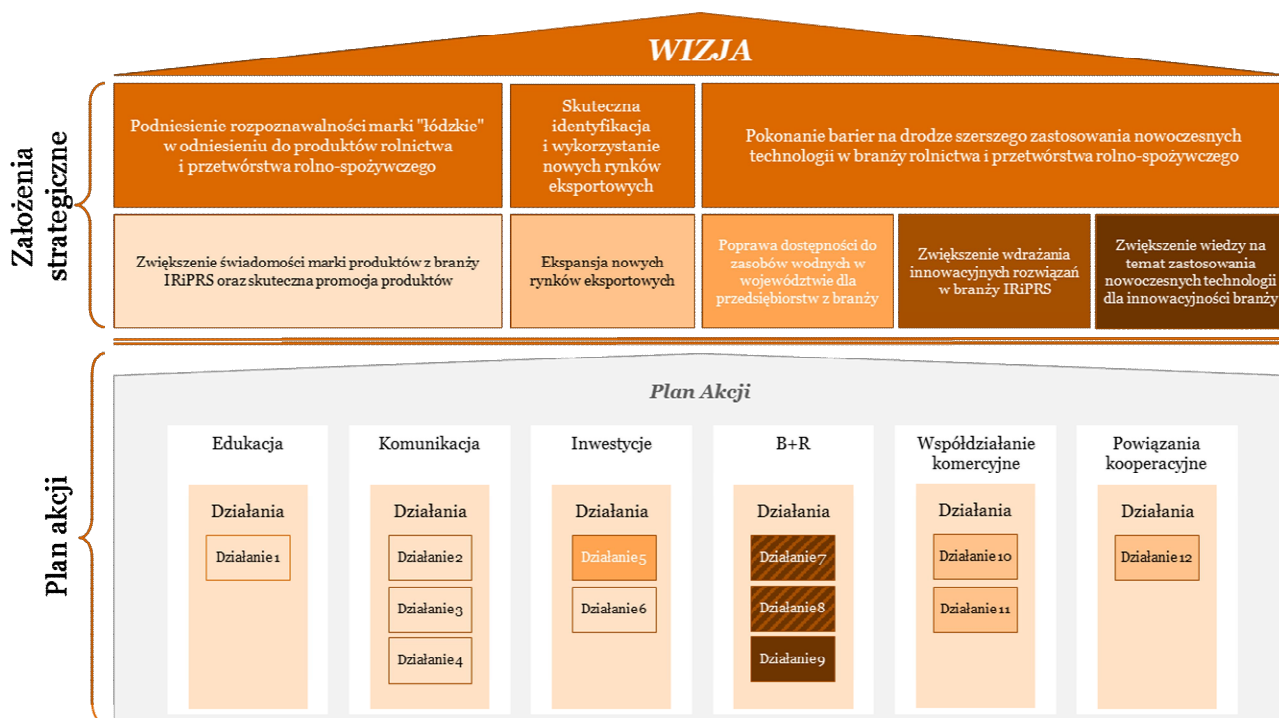 WIZJA
Założenia
strategiczne
Podniesienie rozpoznawalności marki "łódzkie"
w odniesieniu do produktów rolnictwa
i przetwórstwa rolno-spożywczego
Skuteczna
identyfikacja
i wykorzystanie
nowych rynków
eksportowych
Pokonanie barier na drodze szerszego zastosowania nowoczesnych
technologii w branży rolnictwa i przetwórstwa rolno-spożywczego
Zwiększenie świadomości marki produktów z branży
IRiPRS oraz skuteczna promocja produktów
Ekspansja nowych
rynków eksportowych
Poprawa dostępności do
zasobów wodnych w
województwie dla
przedsiębiorstw z branży
Zwiększenie wdrażania
innowacyjnych rozwiązań
w branży IRiPRS
Zwiększenie wiedzy na
temat zastosowania
nowoczesnych technologii
dla innowacyjności branży
Plan akcji
Plan Akcji
Edukacja
Działania
Działanie 1
Komunikacja
Działania
Działanie 2
Działanie 3
Działanie 4
Inwestycje
Działania
Działanie 5
Działanie 6
B+R
Działania
Działanie 7
Działanie 8
Działanie 9
Współdziałanie
komercyjne
Działania
Działanie 10
Działanie 11
Powiązania
kooperacyjne
Działania
Działanie 12